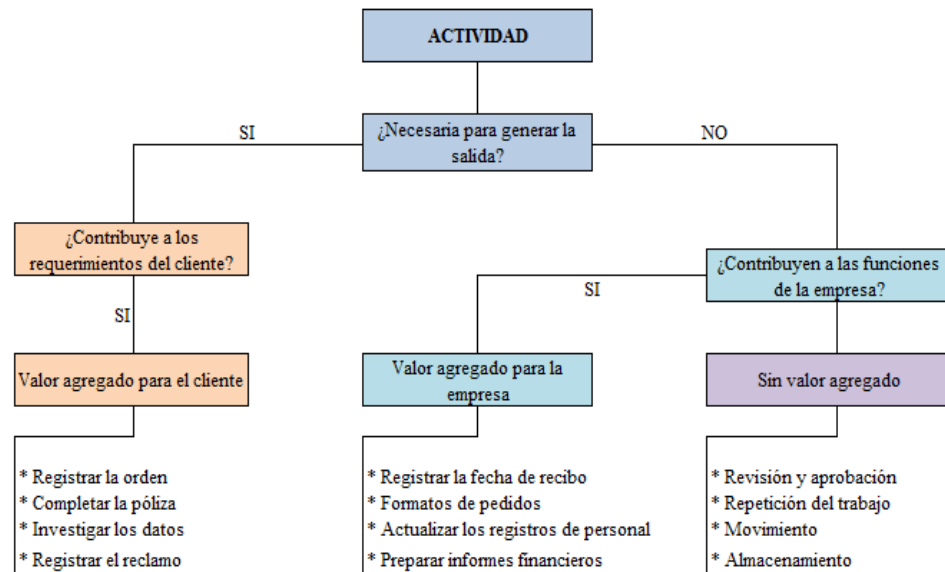 ACTIVIDAD
¿Necesaria para generar la
salida?
SI
NO
¿Contribuye a los
requerimientos del cliente?
¿Contribuyen a las funciones
de la empresa?
SI
SI
Valor agregado para el cliente
Valor agregado para la
empresa
Sin valor agregado
* Registrar la orden
* Completar la póliza
* Investigar los datos
* Registrar el reclamo
* Registrar la fecha de recibo
* Formatos de pedidos
* Actualizar los registros de personal
* Preparar informes financieros
* Revisión y aprobación
* Repetición del trabajo
* Movimiento
* Almacenamiento